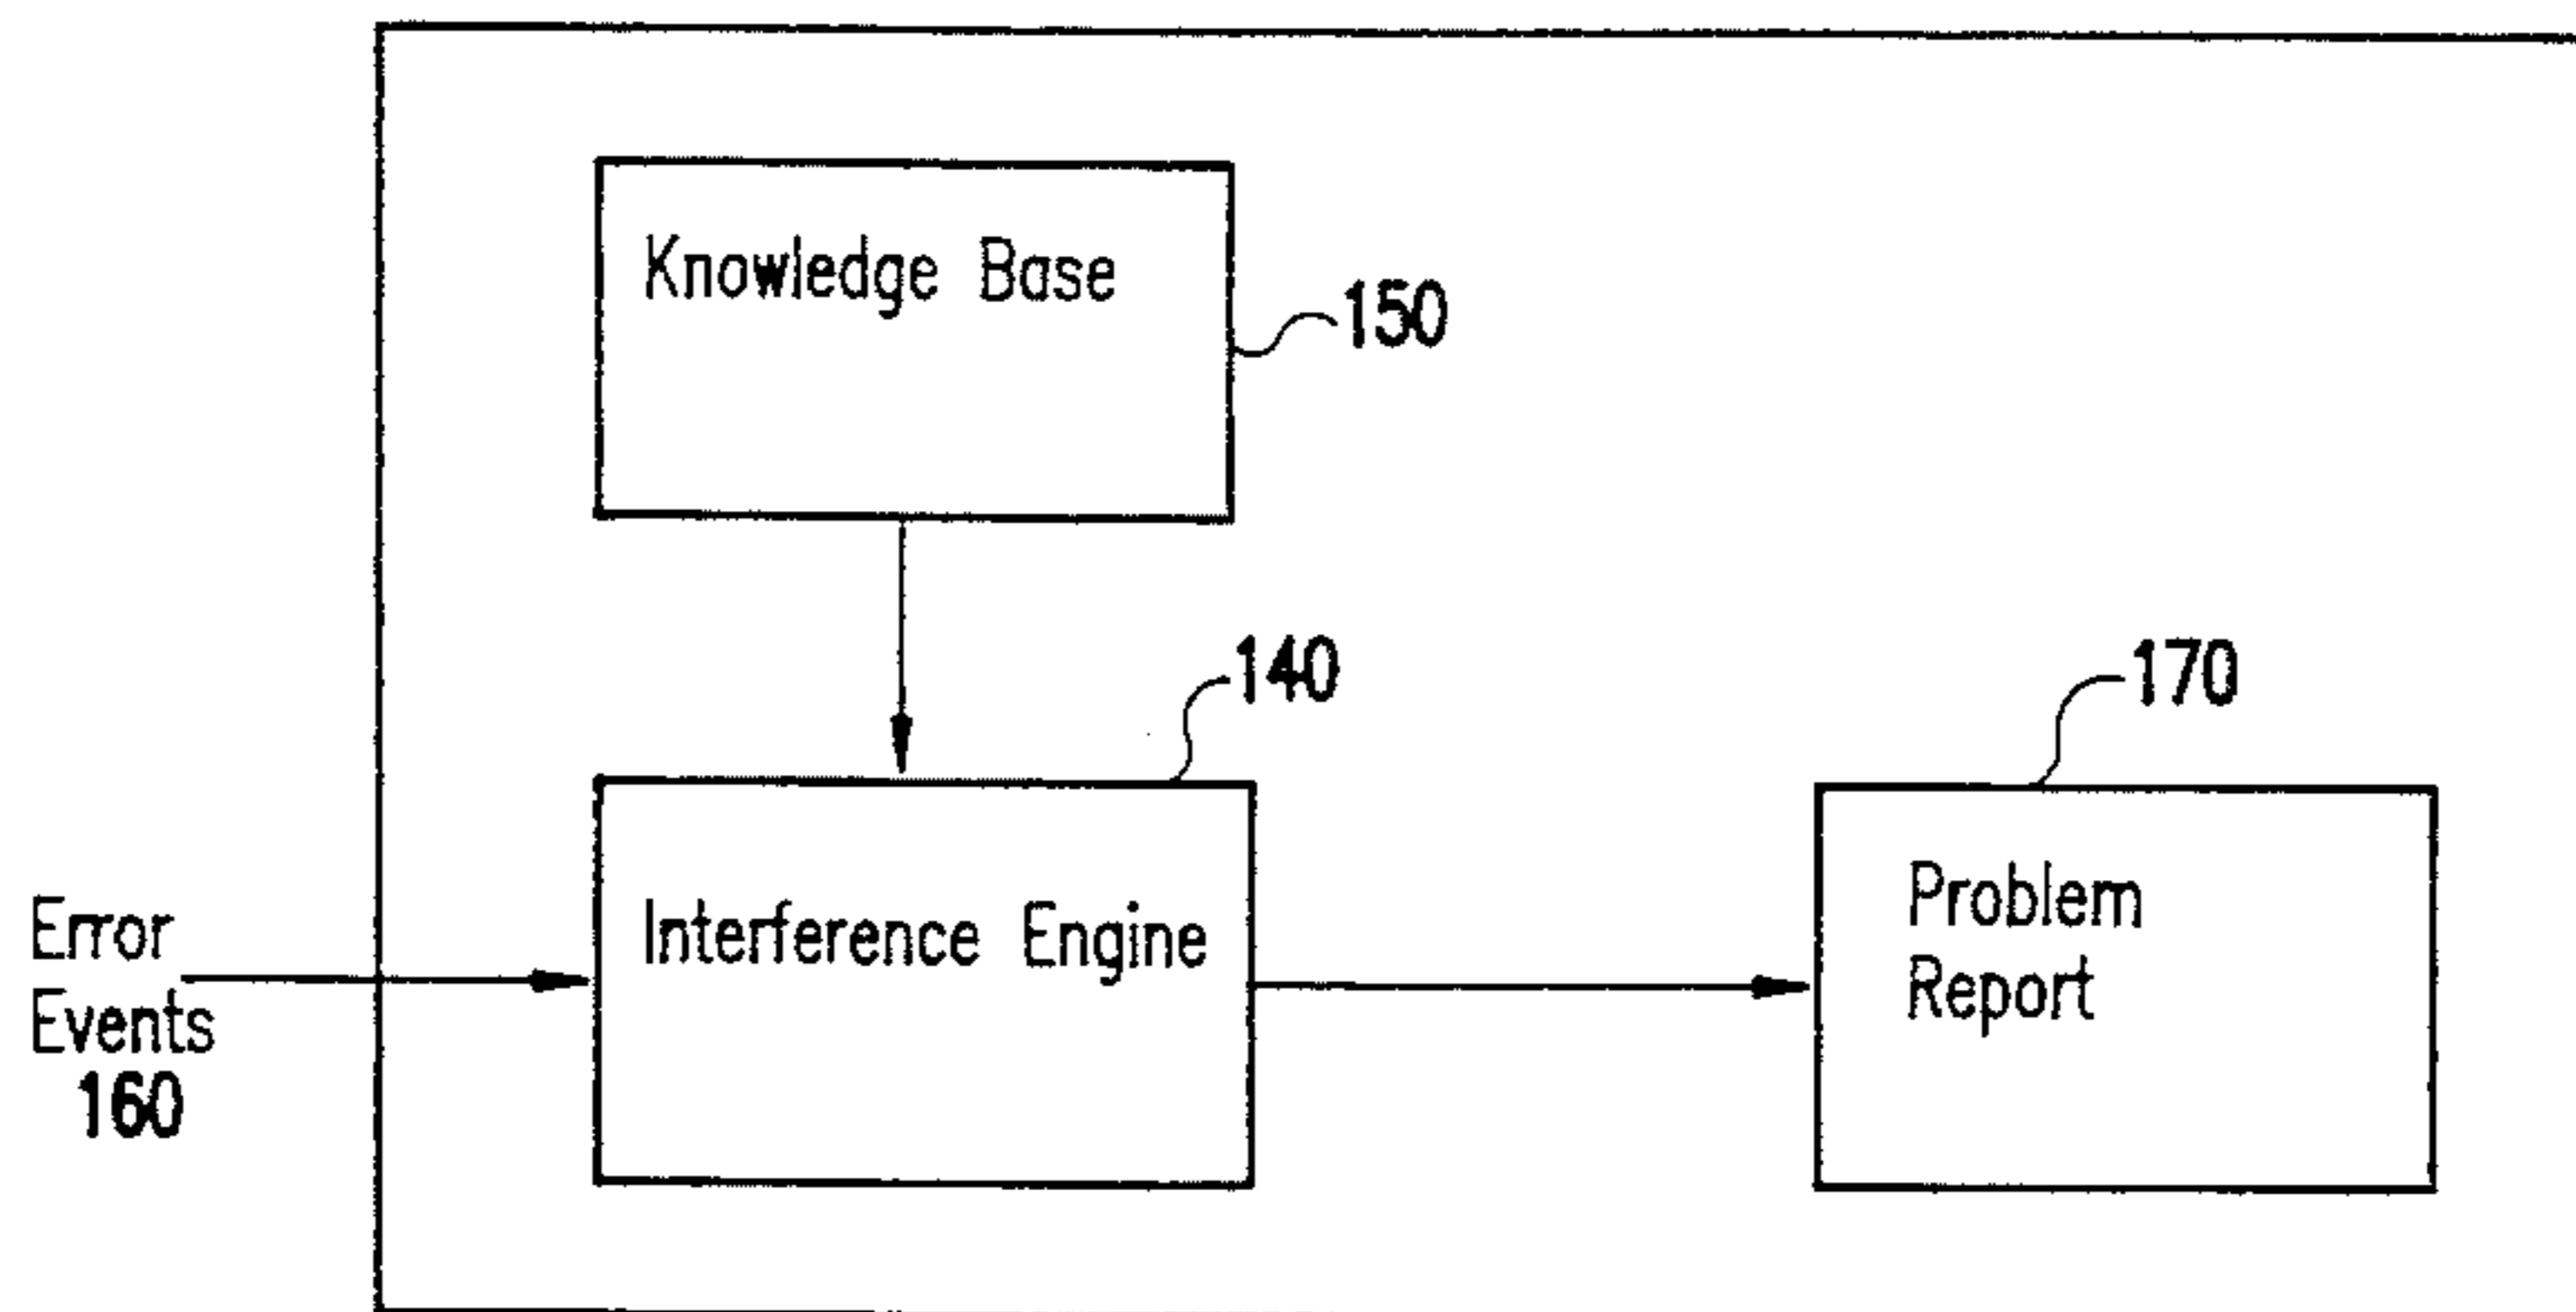 Knowledge Base
150
140
170
Interference Engine
Problem
Report
Error
Events
160